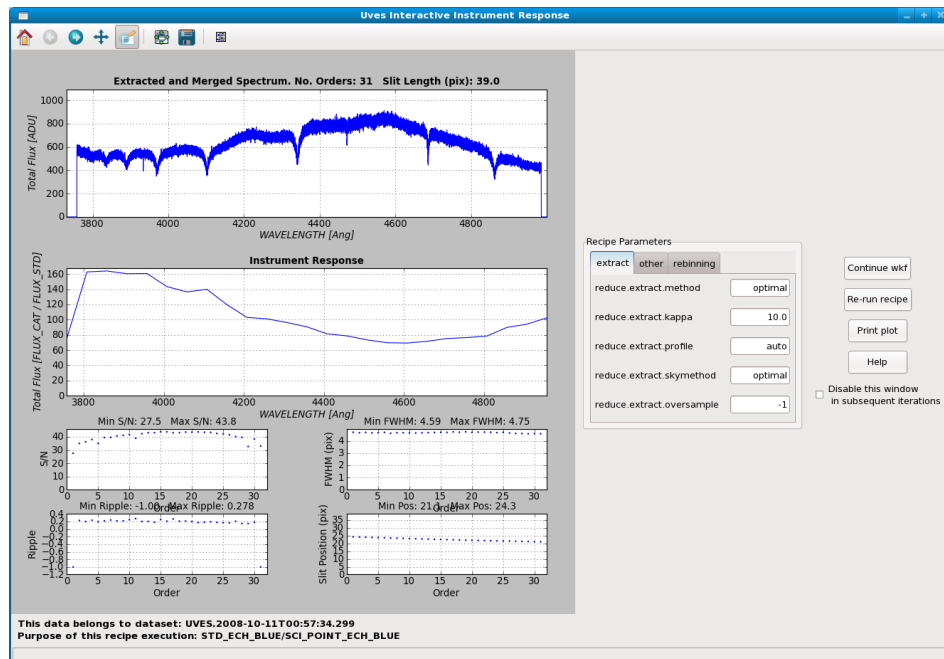 Uves Interactive Instrument Response
Extracted and Merged Spectrum. No. Orders: 31 Slit Length (pix): 39.0
Total Flux [ADU]
1000
800
600
400
200
0
3800 4000 4200 4400 4600 4800
WAVELENGTH [Ang]
Instrument Response
Total Flux [FLUX_CAT / FLUX_STD]
160
140
120
100
80
60
40
20
0
3800 4000 4200 4400 4600 4800
WAVELENGTH [Ang]
Min S/N: 27.5 Max S/N: 43.8
S/N
40
30
20
10
0
0 5 10 15 20 25 30
Order
Min FWHM: 4.59 Max FWHM: 4.75
FWHM (pix)
4
3
2
1
0
0 5 10 15 20 25 30
Order
Min Ripple: -1.00 Max Ripple: 0.278
Ripple
0.4
0.2
0.0
−0.2
−0.4
−0.6
−0.8
−1.0
−1.2
0 5 10 15 20 25 30
Order
Min Pos: 21.1 Max Pos: 24.3
Slit Position (pix)
35
30
25
20
15
10
5
0
0 5 10 15 20 25 30
Order
Recipe Parameters
extract other rebinning
reduce.extract.method optimal
reduce.extract.kappa 10.0
reduce.extract.profile auto
reduce.extract.skymethod optimal
reduce.extract.oversample -1
Continue wkf
Re-run recipe
Print plot
Help
Disable this window
in subsequent iterations
This data belongs to dataset: UVES.2008-10-11T00:57:34.299
Purpose of this recipe execution: STD_ECH_BLUE/SCI_POINT_ECH_BLUE